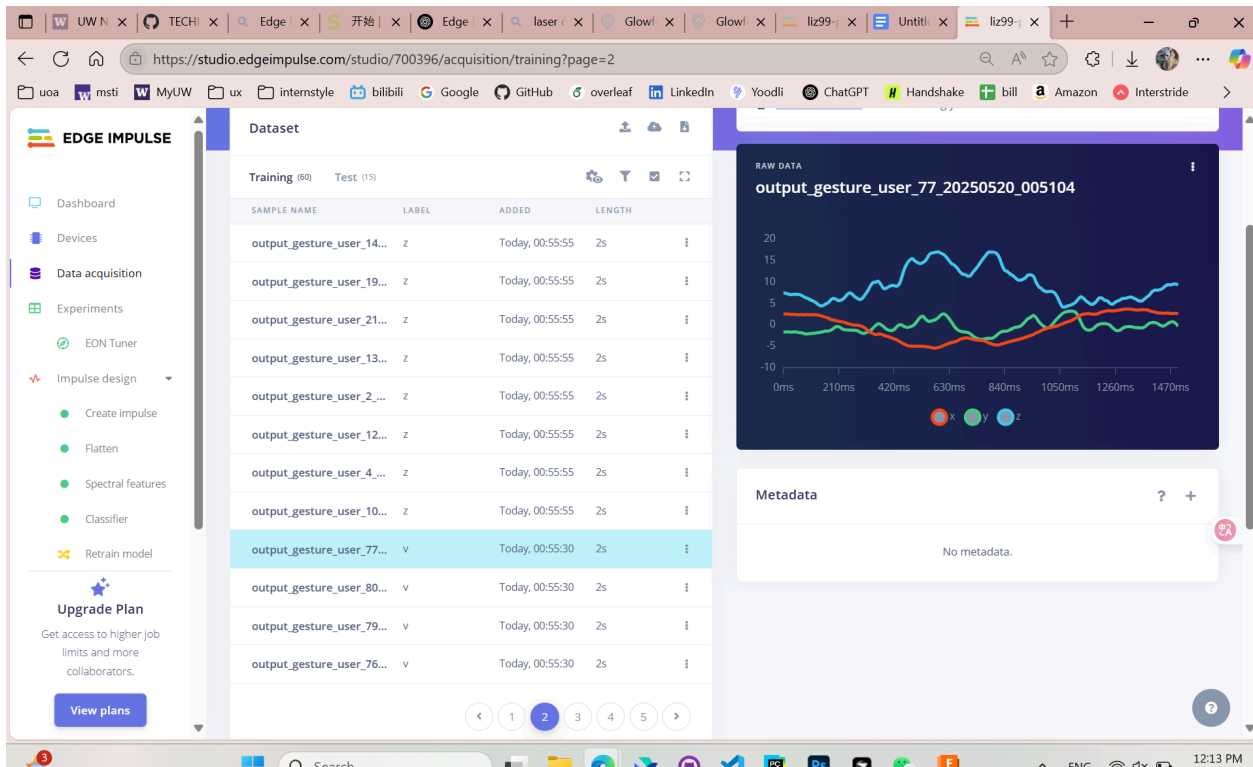 UW N
TECHI
Edge I
开始 |
Edge I
laser c
Glowf
Glowf
liz99-p
Untitle
liz99-p
https://studio.edgeimpulse.com/studio/700396/acquisition/training?page=2
uoa
msti
MyUW
ux
internstyle
bilibili
Google
GitHub
overleaf
LinkedIn
Yoodli
ChatGPT
Handshake
bill
Amazon
Interstride
EDGE IMPULSE
Dashboard
Devices
Data acquisition
Experiments
EON Tuner
Impulse design
Create impulse
Flatten
Spectral features
Classifier
Retrain model
Upgrade Plan
Get access to higher job
limits and more
collaborators.
View plans
Dataset
Training (60) Test (15)
SAMPLE NAME LABEL ADDED LENGTH
output_gesture_user_14... z Today, 00:55:55 2s
output_gesture_user_19... z Today, 00:55:55 2s
output_gesture_user_21... z Today, 00:55:55 2s
output_gesture_user_13... z Today, 00:55:55 2s
output_gesture_user_2_... z Today, 00:55:55 2s
output_gesture_user_12... z Today, 00:55:55 2s
output_gesture_user_4_... z Today, 00:55:55 2s
output_gesture_user_10... z Today, 00:55:55 2s
output_gesture_user_77... v Today, 00:55:30 2s
output_gesture_user_80... v Today, 00:55:30 2s
output_gesture_user_79... v Today, 00:55:30 2s
output_gesture_user_76... v Today, 00:55:30 2s
1 2 3 4 5
RAW DATA
output_gesture_user_77_20250520_005104
20
15
10
5
0
-5
-10
0ms 210ms 420ms 630ms 840ms 1050ms 1260ms 1470ms
x y z
Metadata
No metadata.
3
Search
ENG
12:13 PM